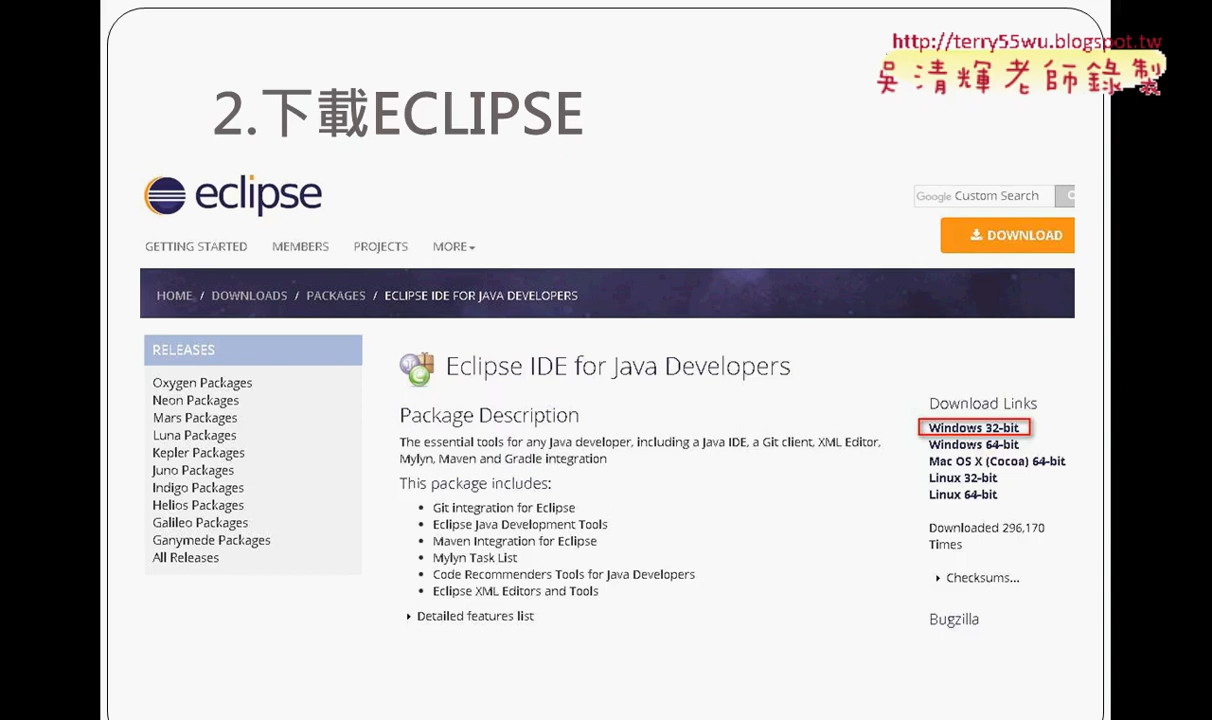 http://terry55wu.blogspot.tw
吳清輝老師錄製
2.下載ECLIPSE
eclipse
Google Custom Search
DOWNLOAD
GETTING STARTED MEMBERS PROJECTS MORE
HOME / DOWNLOADS / PACKAGES / ECLIPSE IDE FOR JAVA DEVELOPERS
RELEASES
Oxygen Packages
Neon Packages
Mars Packages
Luna Packages
Kepler Packages
Juno Packages
Indigo Packages
Helios Packages
Galileo Packages
Ganymede Packages
All Releases
Eclipse IDE for Java Developers
Package Description
The essential tools for any Java developer, including a Java IDE, a Git client, XML Editor,
Mylyn, Maven and Gradle integration
This package includes:
Git integration for Eclipse
Eclipse Java Development Tools
Maven Integration for Eclipse
Mylyn Task List
Code Recommenders Tools for Java Developers
Eclipse XML Editors and Tools
Detailed features list
Download Links
Windows 32-bit
Windows 64-bit
Mac OS X (Cocoa) 64-bit
Linux 32-bit
Linux 64-bit
Downloaded 296,170
Times
Checksums...
Bugzilla